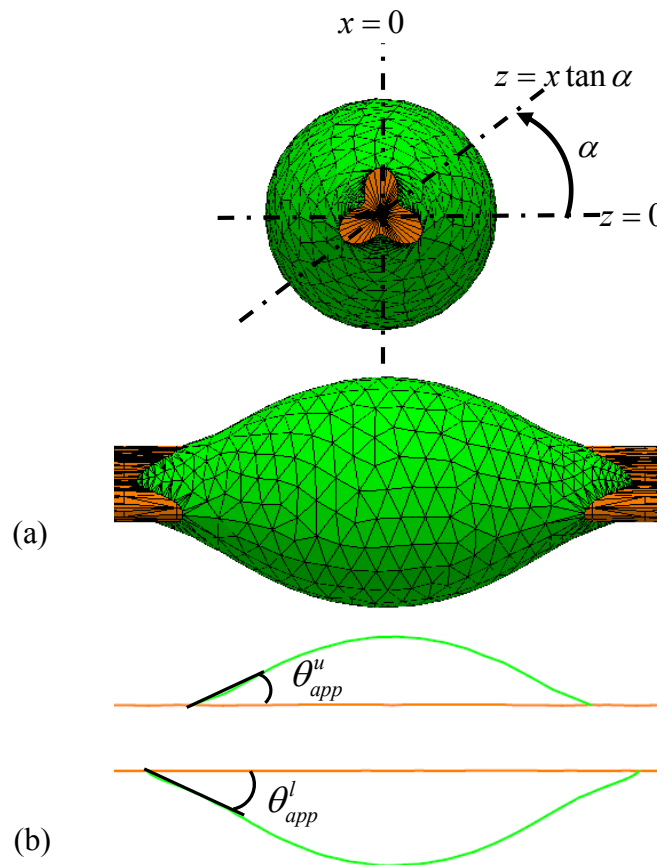 x = 0
z = x tan α
α
z = 0
(a)
θ^u_app
θ^l_app
(b)